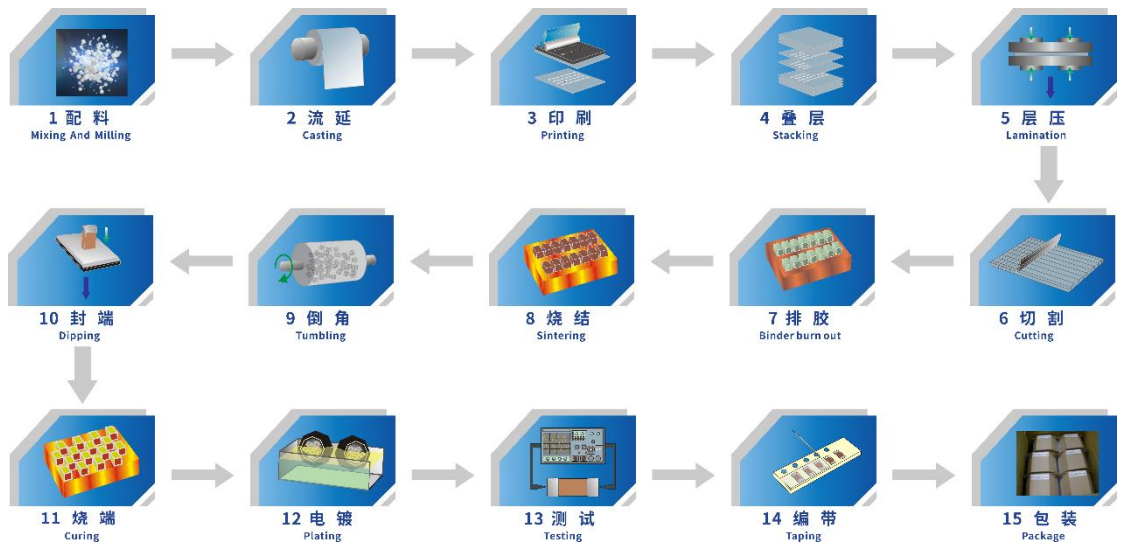 1 配 料
Mixing And Milling
2 流 延
Casting
3 印 刷
Printing
4 叠 层
Stacking
5 层 压
Lamination
10 封 端
Dipping
9 倒 角
Tumbling
8 烧 结
Sintering
7 排 胶
Binder burn out
6 切 割
Cutting
11 烧 端
Curing
12 电 镀
Plating
13 测 试
Testing
14 编 带
Taping
15 包 装
Package